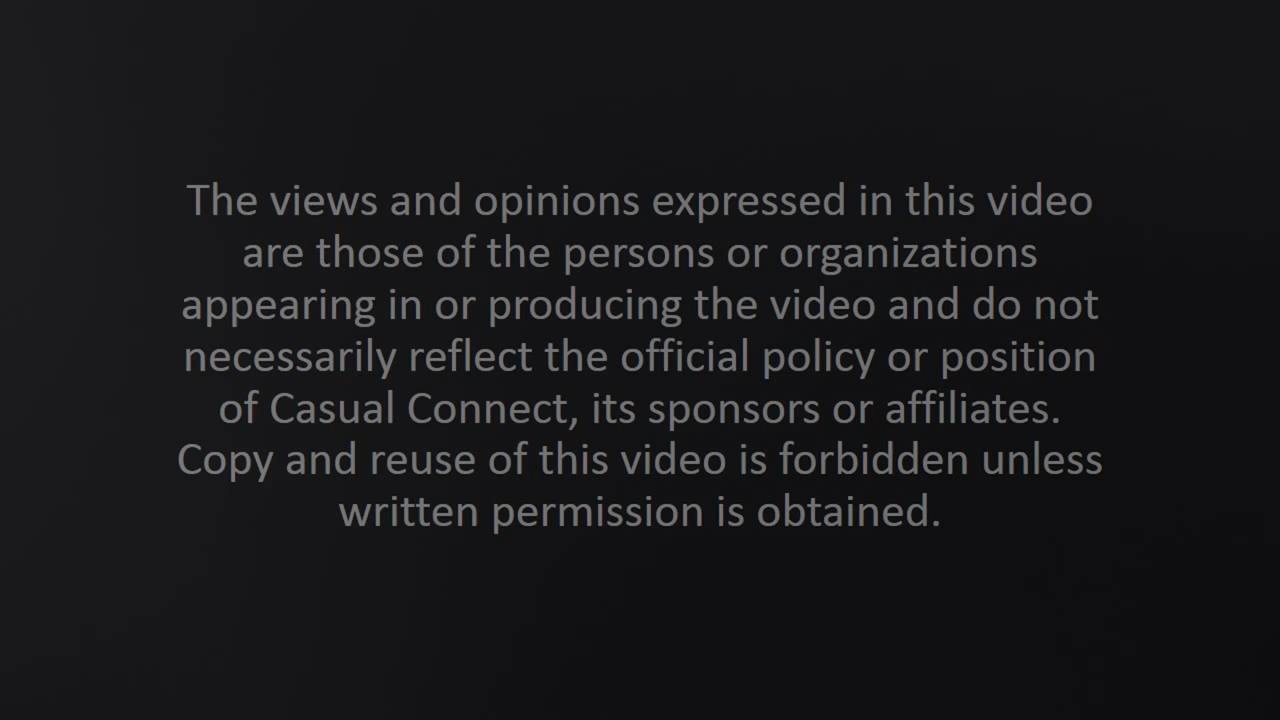 The views and opinions expressed in this video
are those of the persons or organizations
appearing in or producing the video and do not
necessarily reflect the official policy or position
of Casual Connect, its sponsors or affiliates.
Copy and reuse of this video is forbidden unless
written permission is obtained.